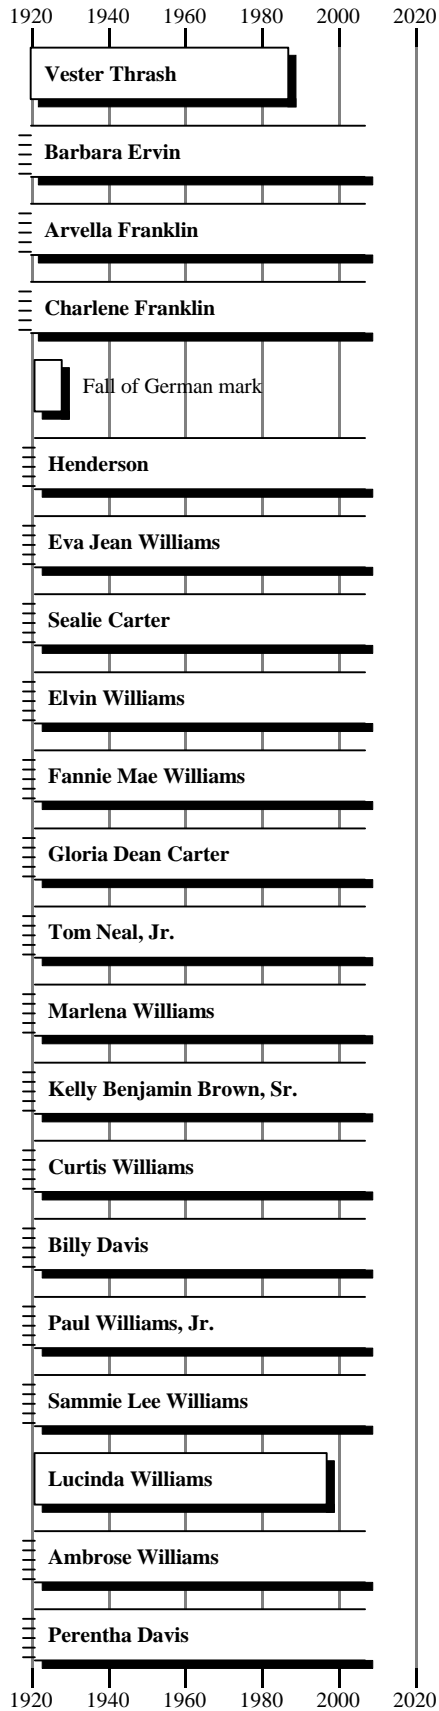 1920 1940 1960 1980 2000 2020
Vester Thrash
Barbara Ervin
Arvella Franklin
Charlene Franklin
Fall of German mark
Henderson
Eva Jean Williams
Sealie Carter
Elvin Williams
Fannie Mae Williams
Gloria Dean Carter
Tom Neal, Jr.
Marlena Williams
Kelly Benjamin Brown, Sr.
Curtis Williams
Billy Davis
Paul Williams, Jr.
Sammie Lee Williams
Lucinda Williams
Ambrose Williams
Perentha Davis
1920 1940 1960 1980 2000 2020